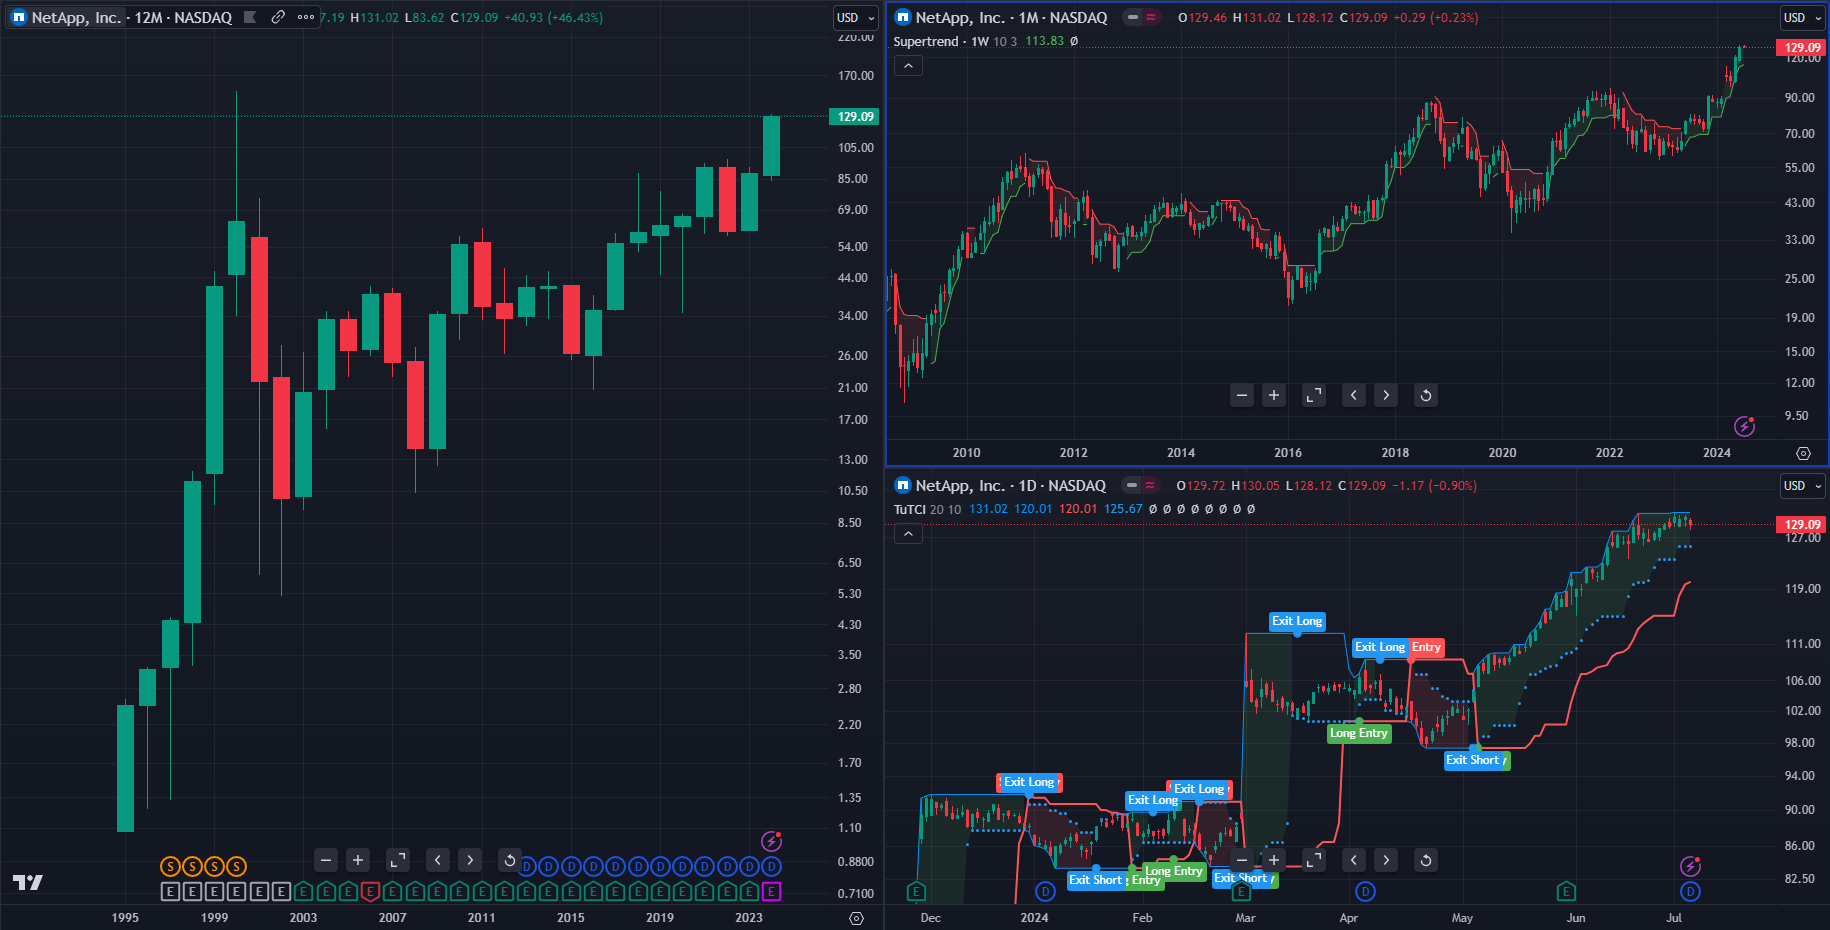 NetApp, Inc. · 12M · NASDAQ ••• 7.19 H131.02 L83.62 C129.09 +40.93 (+46.43%)
USD
220.00
170.00
129.09
105.00
85.00
69.00
54.00
44.00
34.00
26.00
21.00
17.00
13.00
10.50
8.50
6.50
5.30
4.30
3.50
2.80
2.20
1.70
1.35
1.10
0.8800
0.7100
S S S S D D D D D D D D D D D D
E E E E E E E E E E E E E E E E E E E E E E E E E E E E
1995 1999 2003 2007 2011 2015 2019 2023
NetApp, Inc. · 1M · NASDAQ O129.46 H131.02 L128.12 C129.09 +0.29 (+0.23%)
USD
Supertrend · 1W 10 3 113.83 Ø
129.09
120.00
90.00
70.00
55.00
43.00
33.00
25.00
19.00
15.00
12.00
9.50
2010 2012 2014 2016 2018 2020 2022 2024
NetApp, Inc. · 1D · NASDAQ O129.72 H130.05 L128.12 C129.09 −1.17 (−0.90%)
USD
TuTCI 20 10 131.02 120.01 120.01 125.67 Ø Ø Ø Ø Ø Ø Ø Ø
129.09
127.00
119.00
111.00
106.00
102.00
98.00
94.00
90.00
86.00
82.50
Exit Long
Exit Long Entry
Long Entry
Exit Short
Exit Long
Exit Long
Exit Long
Long Entry
Exit Short Entry
Exit Short
E D E D E D
Dec 2024 Feb Mar Apr May Jun Jul